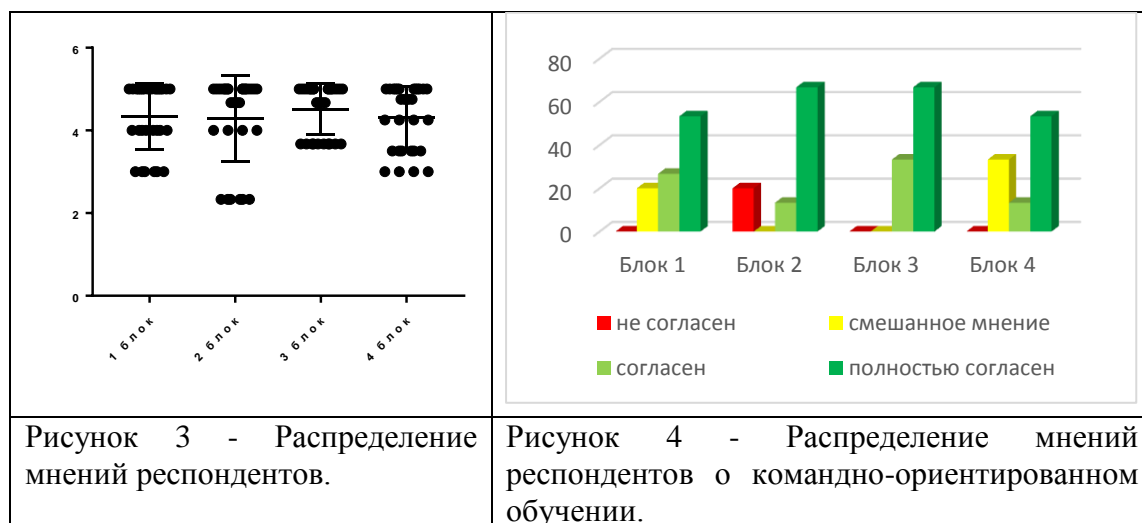 6
4
2
0
1 блок
2 блок
3 блок
4 блок
80
60
40
20
0
Блок 1 Блок 2 Блок 3 Блок 4
не согласен смешанное мнение
согласен полностью согласен
Рисунок 3 - Распределение
мнений респондентов.
Рисунок 4 - Распределение мнений
респондентов о командно-ориентированном
обучении.